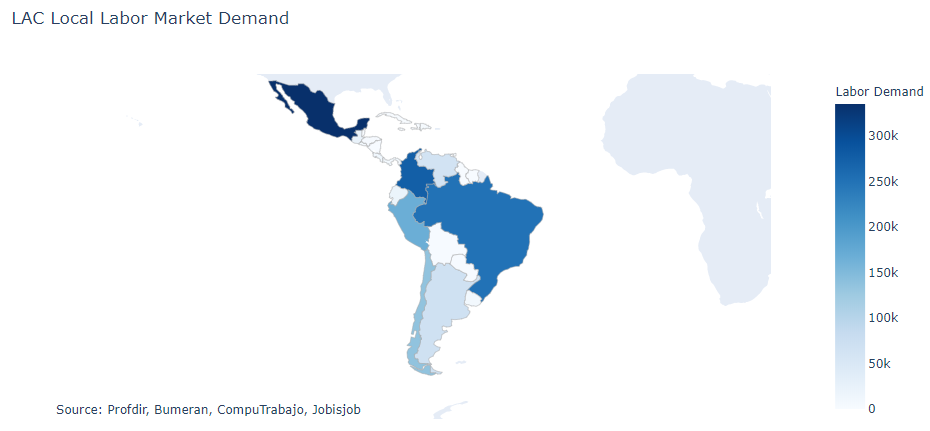 LAC Local Labor Market Demand
Labor Demand
300k
250k
200k
150k
100k
50k
0
Source: Profdir, Bumeran, CompuTrabajo, Jobisjob